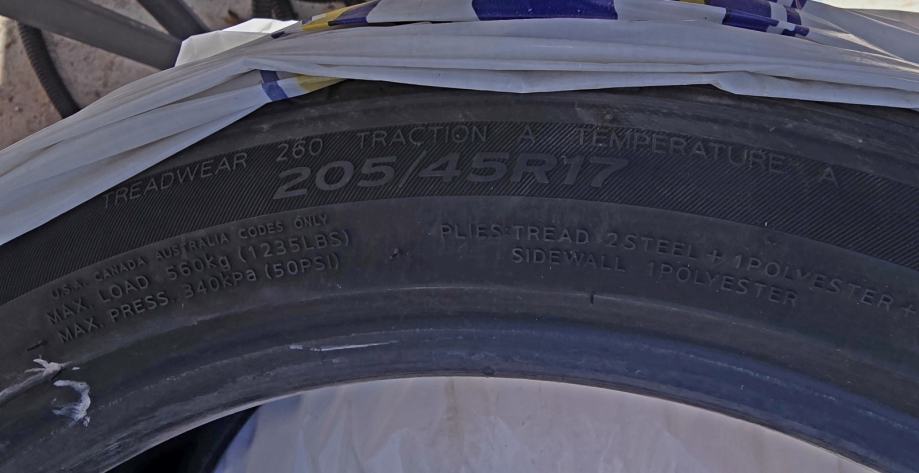 TREADWEAR 260 TRACTION A TEMPERATURE A
205/45R17
U.S.A. CANADA AUSTRALIA CODES ONLY
MAX. LOAD 560kg (1235LBS)
MAX. PRESS. 340KPa (50PSI)
PLIES:TREAD 2STEEL + 1POLYESTER +
SIDEWALL 1POLYESTER